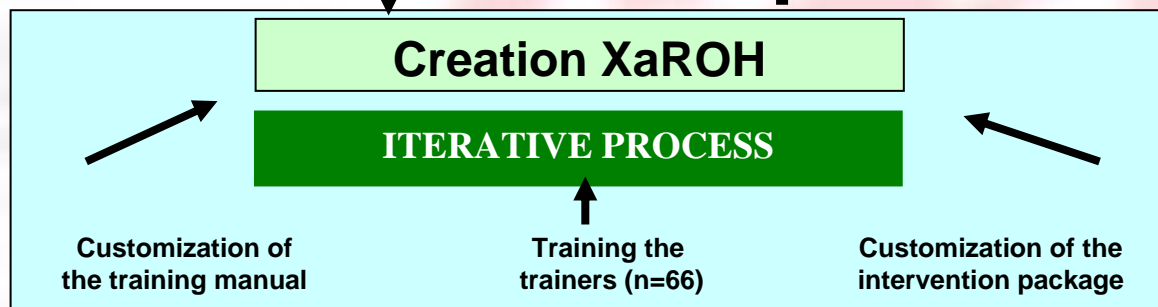 Creation XaROH
ITERATIVE PROCESS
Customization of
the training manual
Training the
trainers (n=66)
Customization of the
intervention package